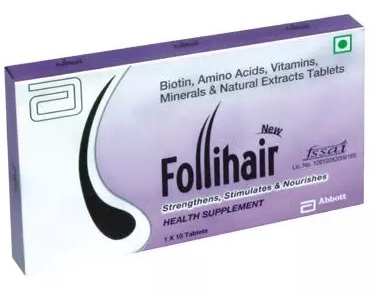 Biotin, Amino Acids, Vitamins,
Minerals & Natural Extracts Tablets
New
Follihair
fssai
Strengthens, Stimulates & Nourishes
HEALTH SUPPLEMENT
1 X 10 Tablets
Abbott